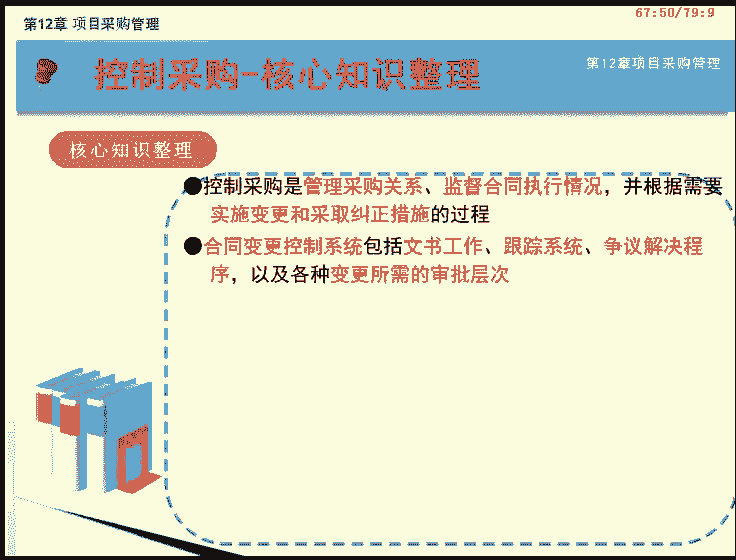 67:50/79:9
第12章 项目采购管理
控制采购-核心知识整理
第12章项目采购管理
核心知识整理
●控制采购是管理采购关系、监督合同执行情况，并根据需要
实施变更和采取纠正措施的过程
●合同变更控制系统包括文书工作、跟踪系统、争议解决程
序，以及各种变更所需的审批层次